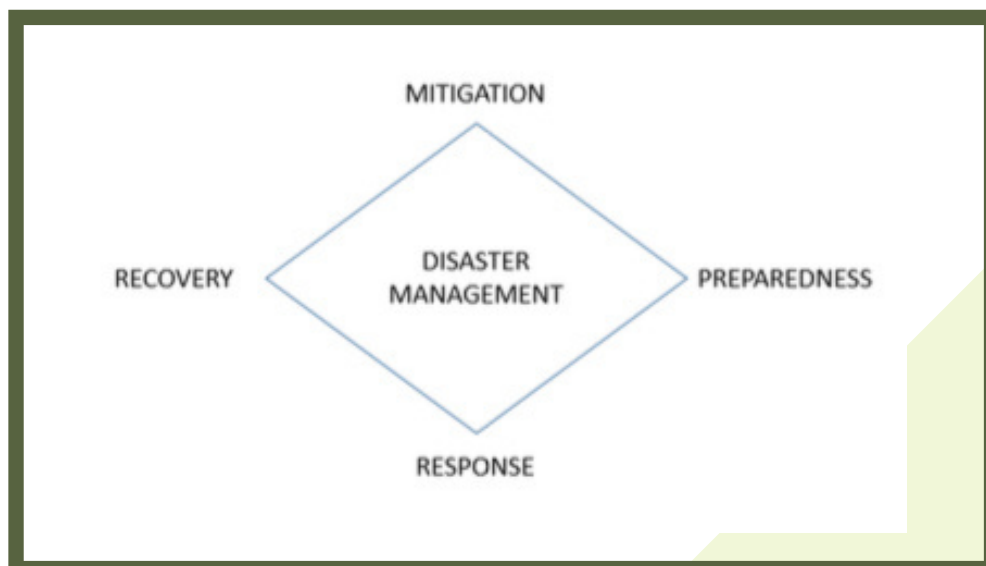 MITIGATION
RECOVERY
DISASTER
MANAGEMENT
PREPAREDNESS
RESPONSE